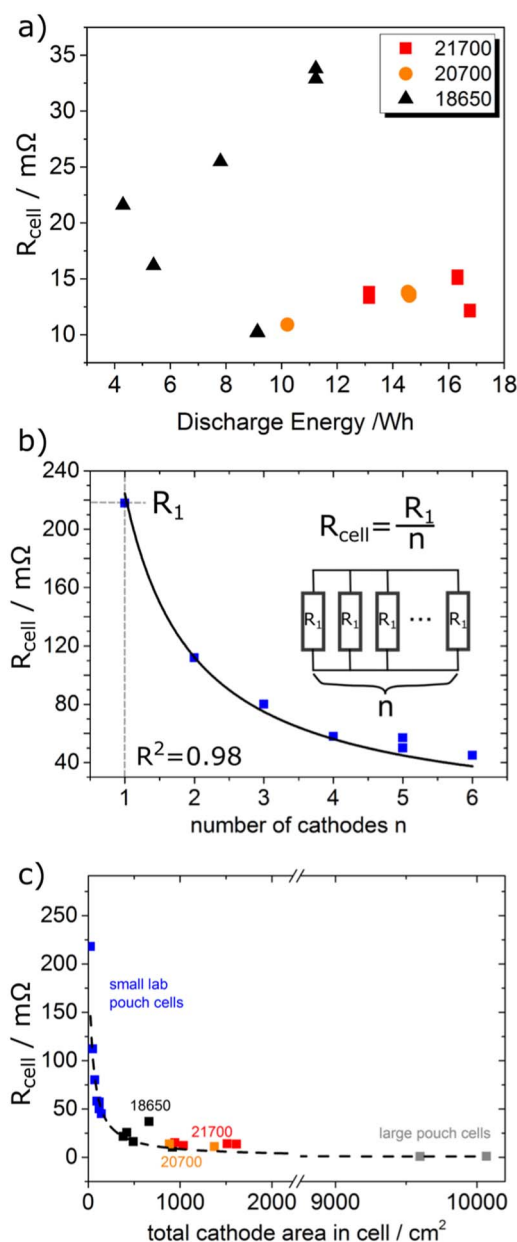 a)
35
30
25
20
15
10
R_cell / mΩ
21700
20700
18650
4 6 8 10 12 14 16 18
Discharge Energy /Wh
b)
240
200
160
120
80
40
R_cell / mΩ
R_1
R_cell = R_1 / n
R_1 R_1 R_1 ... R_1
n
R²=0.98
1 2 3 4 5 6
number of cathodes n
c)
250
200
150
100
50
0
R_cell / mΩ
small lab
pouch cells
18650
21700
20700
large pouch cells
0 1000 2000 9000 10000
total cathode area in cell / cm²